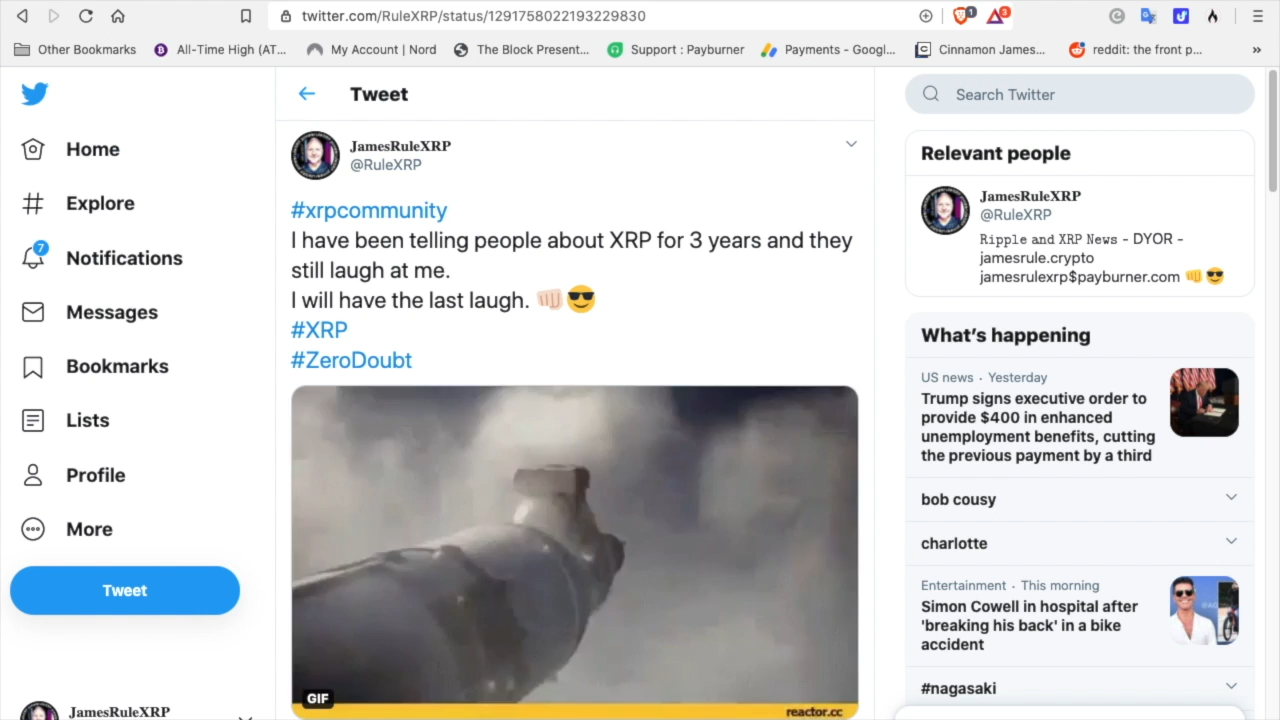 twitter.com/RuleXRP/status/1291758022193229830
1
3
Other Bookmarks
All-Time High (AT...
My Account | Nord
The Block Present...
Support : Payburner
Payments - Googl...
Cinnamon James...
reddit: the front p...
»
Home
Explore
7
Notifications
Messages
Bookmarks
Lists
Profile
More
Tweet
JamesRuleXRP
Tweet
JamesRuleXRP
@RuleXRP
#xrpcommunity
I have been telling people about XRP for 3 years and they
still laugh at me.
I will have the last laugh. 👊🏻😎
#XRP
#ZeroDoubt
GIF
reactor.cc
Search Twitter
Relevant people
JamesRuleXRP
@RuleXRP
Ripple and XRP News - DYOR -
jamesrule.crypto
jamesrulexrp$payburner.com 👊😎
What's happening
US news · Yesterday
Trump signs executive order to
provide $400 in enhanced
unemployment benefits, cutting
the previous payment by a third
bob cousy
charlotte
Entertainment · This morning
Simon Cowell in hospital after
'breaking his back' in a bike
accident
#nagasaki